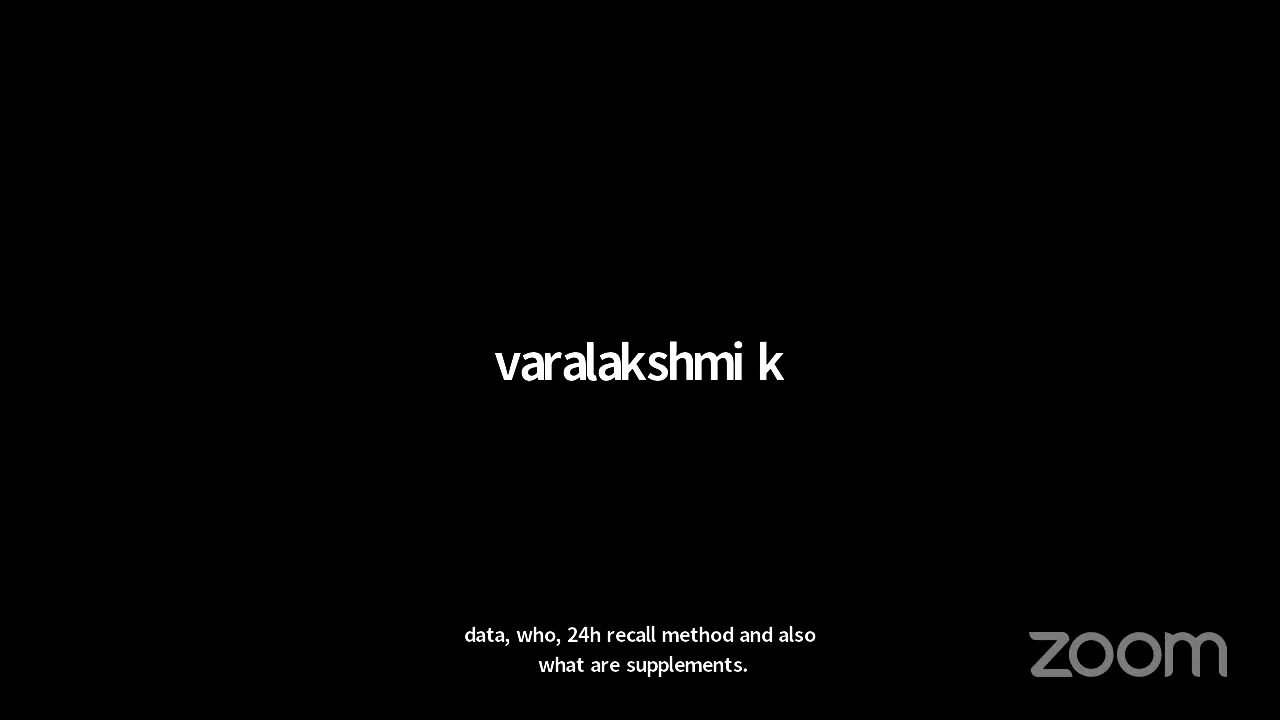 varalakshmi k
data, who, 24h recall method and also
what are supplements.
zoom